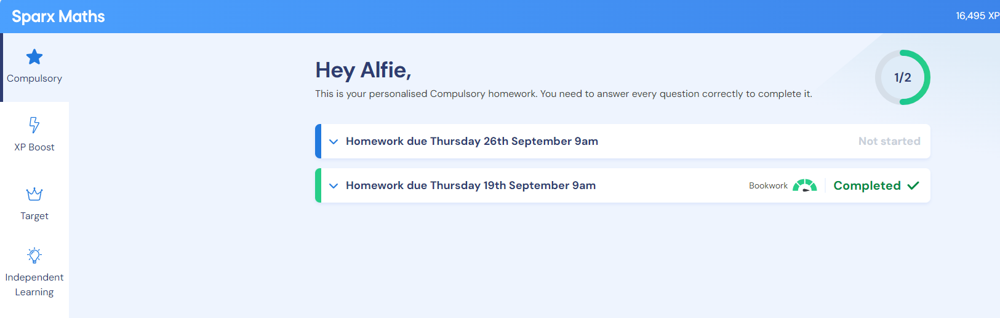 Sparx Maths
16,495 XP
Compulsory
XP Boost
Target
Independent
Learning
Hey Alfie,
This is your personalised Compulsory homework. You need to answer every question correctly to complete it.
1/2
Homework due Thursday 26th September 9am
Not started
Homework due Thursday 19th September 9am
Bookwork
Completed